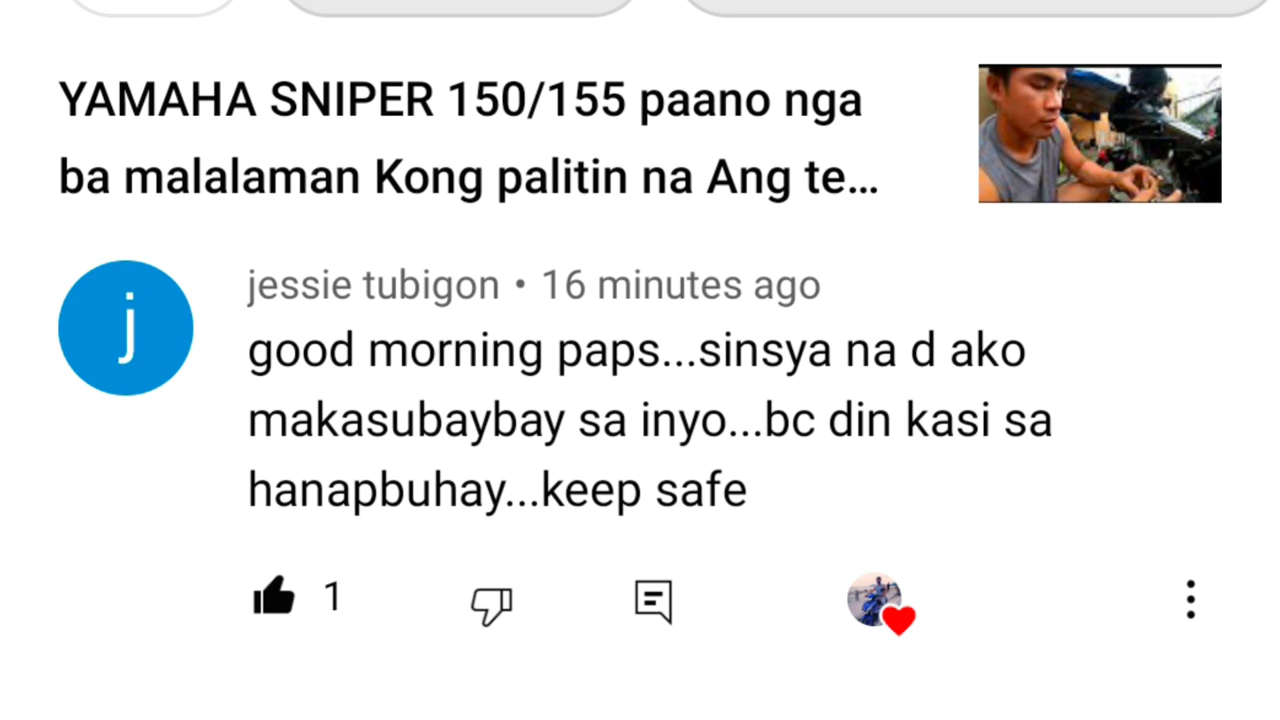 YAMAHA SNIPER 150/155 paano nga
ba malalaman Kong palitin na Ang te...
j
jessie tubigon • 16 minutes ago
good morning paps...sinsya na d ako
makasubaybay sa inyo...bc din kasi sa
hanapbuhay...keep safe
1